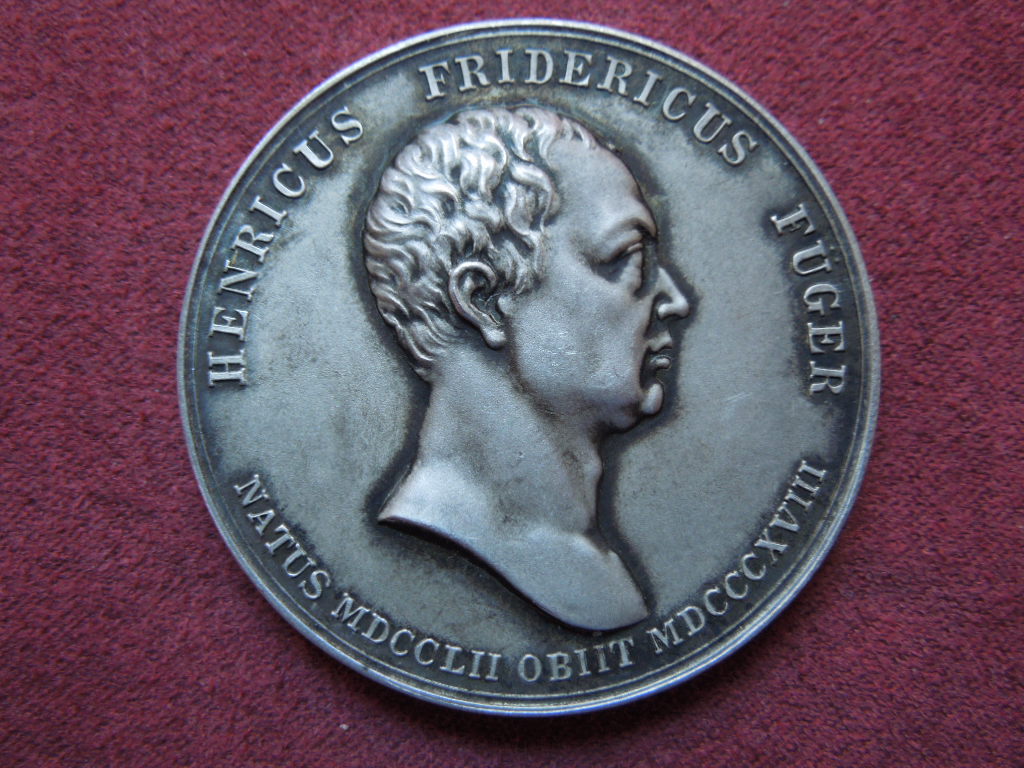 HENRICUS FRIDERICUS FÜGER
NATUS MDCCLII OBIIT MDCCCXVIII